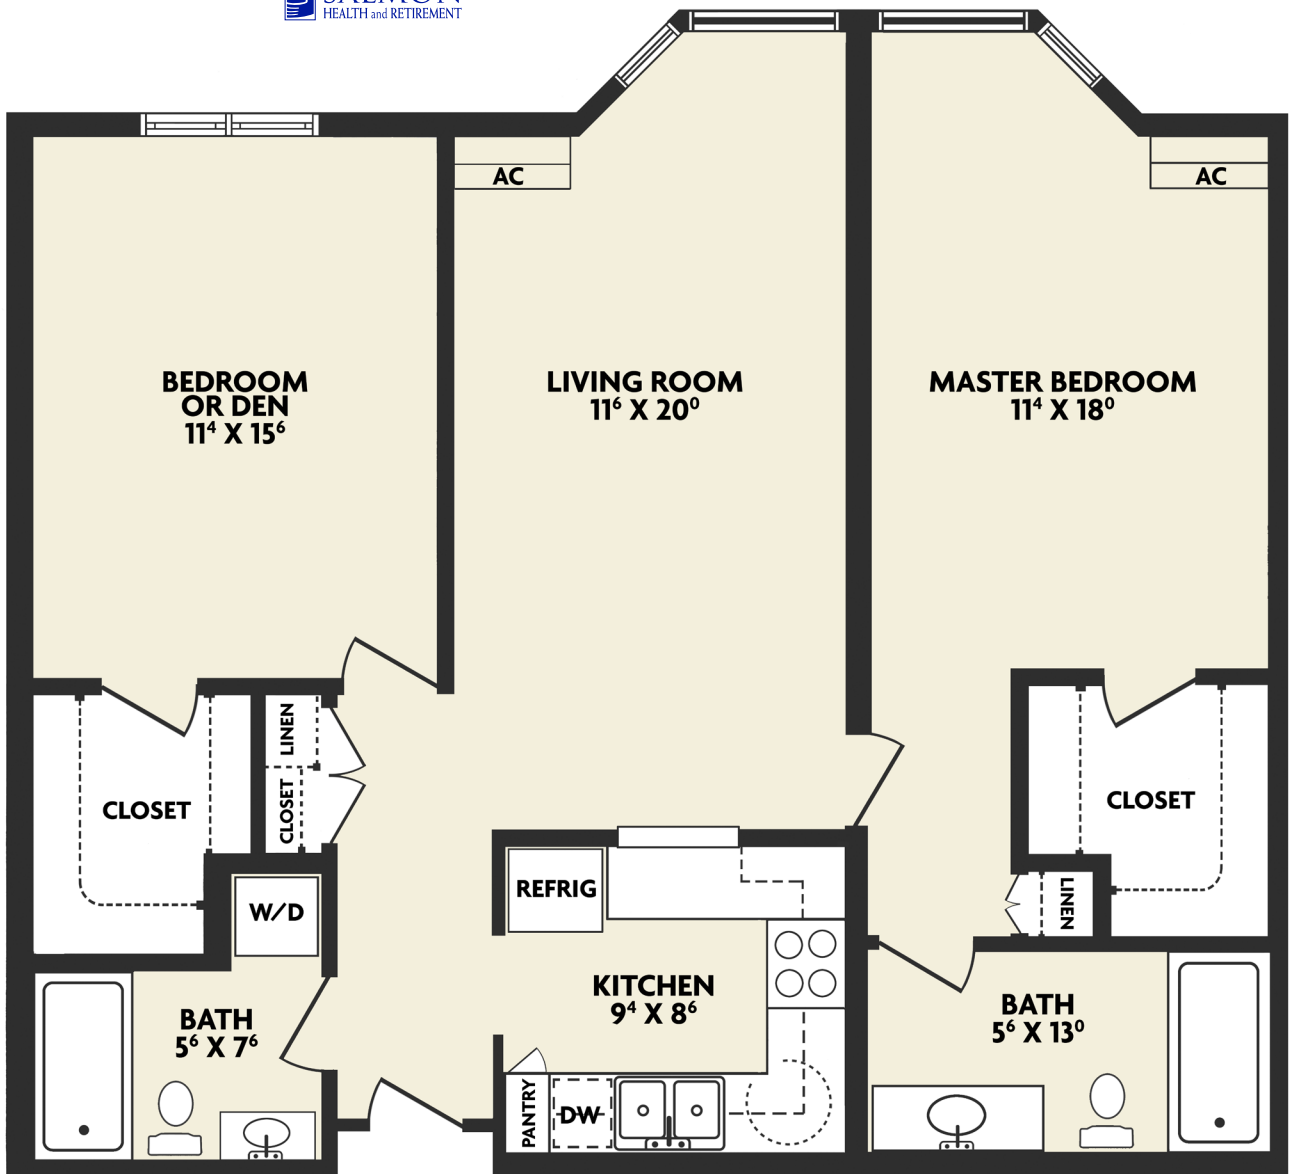 HEALTH and RETIREMENT
AC
AC
BEDROOM
OR DEN
11⁴ X 15⁶
LIVING ROOM
11⁶ X 20⁰
MASTER BEDROOM
11⁴ X 18⁰
LINEN
CLOSET
CLOSET
CLOSET
REFRIG
W/D
LINEN
KITCHEN
9⁴ X 8⁶
BATH
5⁶ X 7⁶
BATH
5⁶ X 13⁰
PANTRY
DW